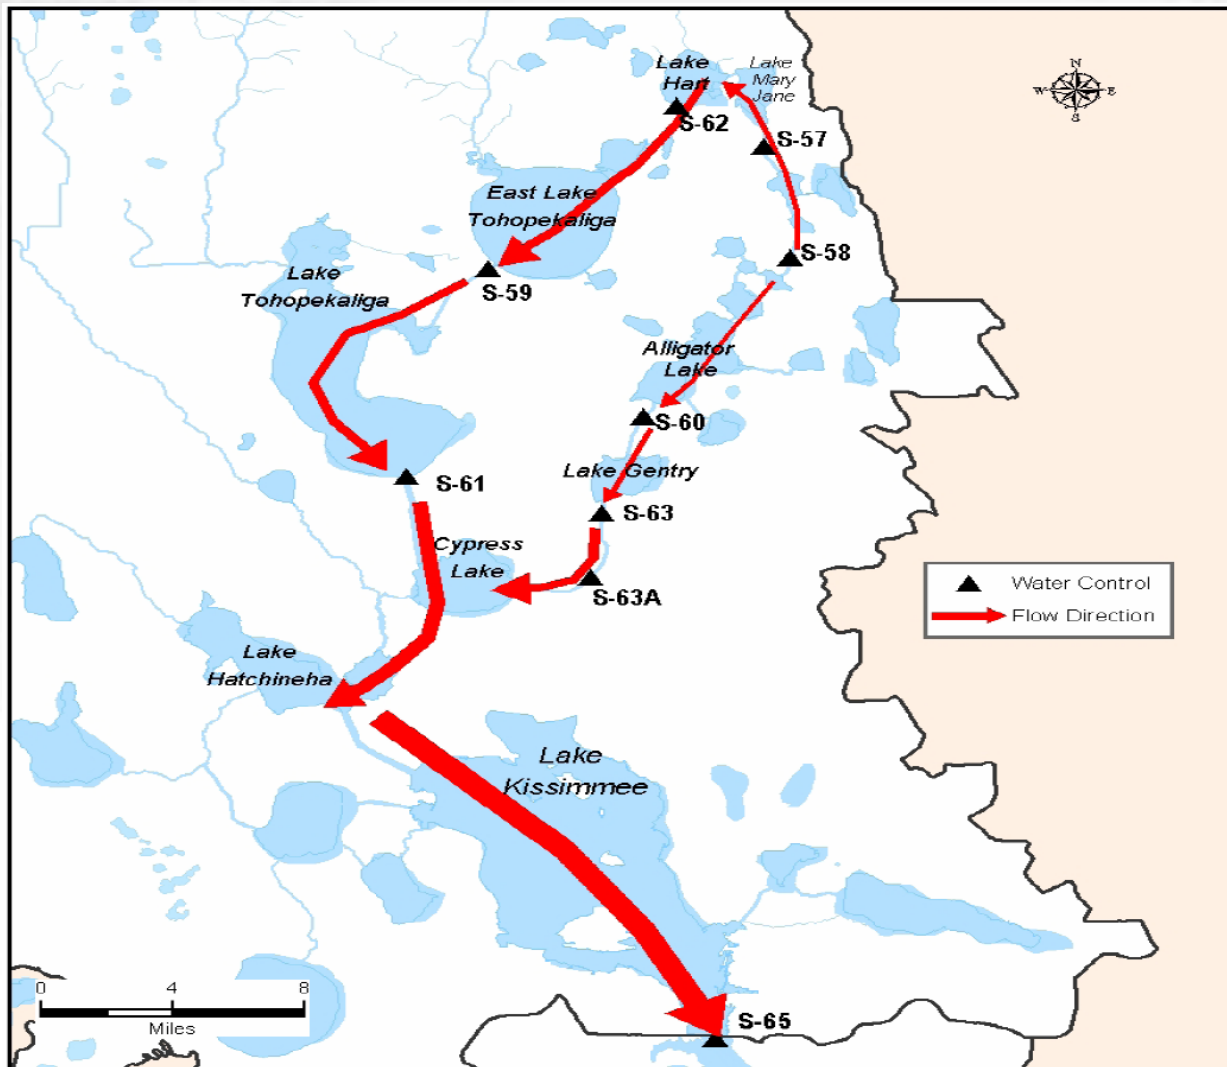 Lake
Hart
Lake
Mary
Jane
N
W
E
S
S-62
S-57
East Lake
Tohopekaliga
S-58
Lake
Tohopekaliga
S-59
Alligator
Lake
S-60
Lake Gentry
S-61
S-63
Cypress
Lake
S-63A
Water Control
Flow Direction
Lake
Hatchineha
Lake
Kissimmee
0 4 8
Miles
S-65